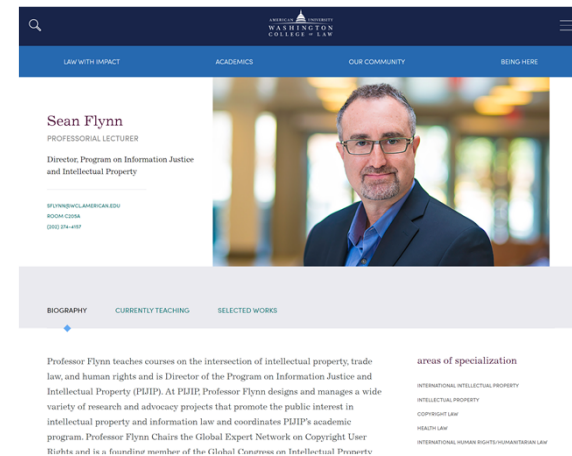 AMERICAN UNIVERSITY
WASHINGTON
COLLEGE of LAW
LAW WITH IMPACT
ACADEMICS
OUR COMMUNITY
BEING HERE
Sean Flynn
PROFESSORIAL LECTURER
Director, Program on Information Justice
and Intellectual Property
SFLYNN@WCL.AMERICAN.EDU
ROOM C205A
(202) 274-4157
BIOGRAPHY
CURRENTLY TEACHING
SELECTED WORKS
Professor Flynn teaches courses on the intersection of intellectual property, trade
law, and human rights and is Director of the Program on Information Justice and
Intellectual Property (PIJIP). At PIJIP, Professor Flynn designs and manages a wide
variety of research and advocacy projects that promote the public interest in
intellectual property and information law and coordinates PIJIP's academic
program. Professor Flynn Chairs the Global Expert Network on Copyright User
Rights and is a founding member of the Global Congress on Intellectual Property
areas of specialization
INTERNATIONAL INTELLECTUAL PROPERTY
INTELLECTUAL PROPERTY
COPYRIGHT LAW
HEALTH LAW
INTERNATIONAL HUMAN RIGHTS/HUMANITARIAN LAW